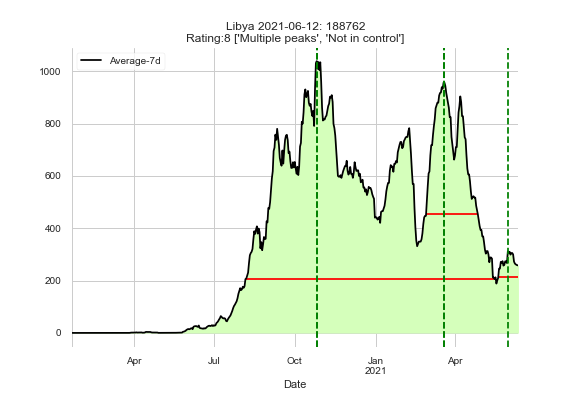 Libya 2021-06-12: 188762
Rating:8 ['Multiple peaks', 'Not in control']
Average-7d
1000
800
600
400
200
0
Apr
Jul
Oct
Jan
2021
Apr
Date